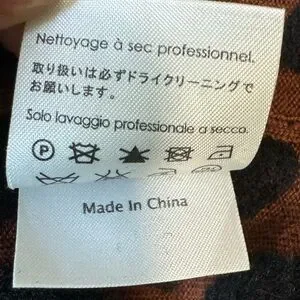 Nettoyage à sec professionnel.
取り扱いは必ずドライクリーニングで
お願いします。
Solo lavaggio professionale a secco.
P
Made In China